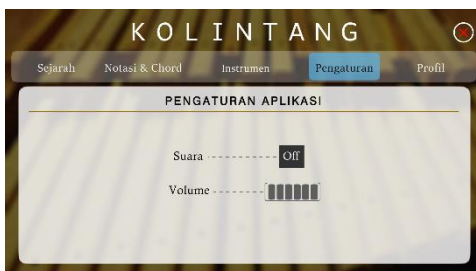 KOLINTANG
Sejarah Notasi & Chord Instrumen Pengaturan Profil
PENGATURAN APLIKASI
Suara ------------ Off
Volume --------